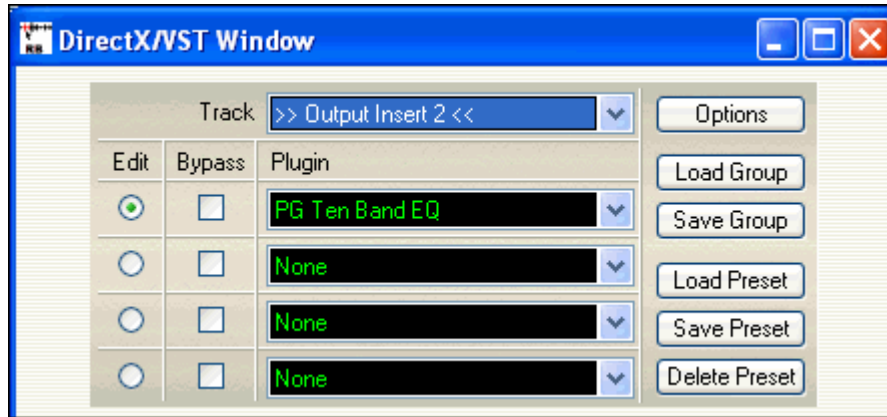 RB DirectX/VST Window
Track >> Output Insert 2 << Options
Edit Bypass Plugin Load Group
PG Ten Band EQ Save Group
None Load Preset
None Save Preset
None Delete Preset